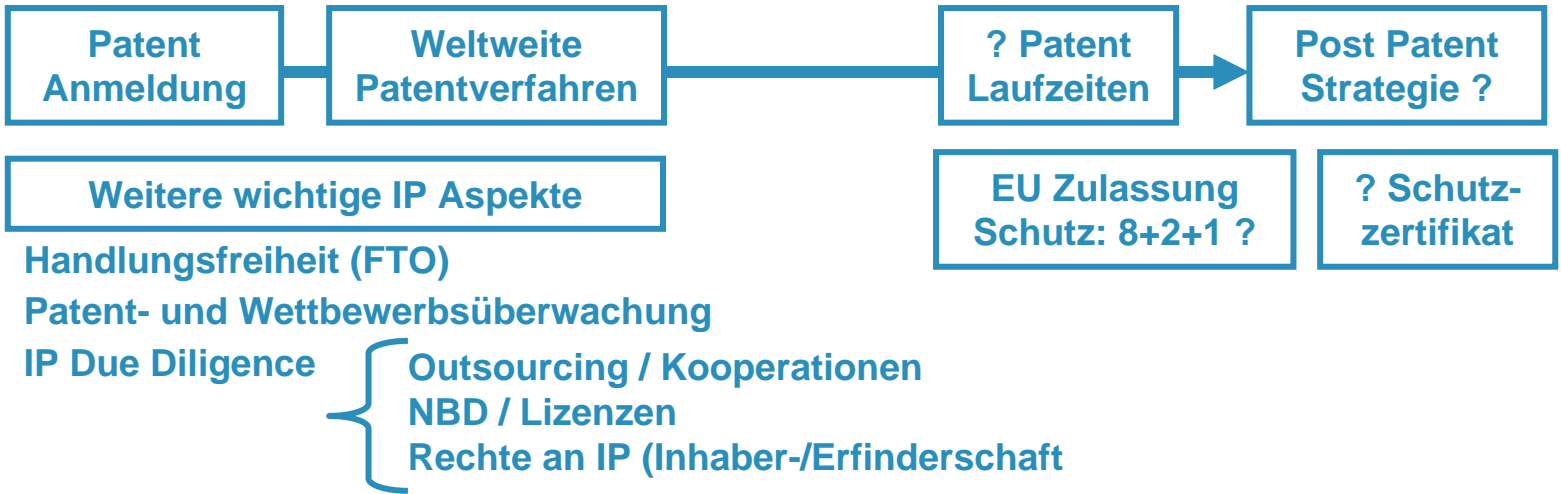 Patent
Anmeldung
Weltweite
Patentverfahren
? Patent
Laufzeiten
Post Patent
Strategie ?
Weitere wichtige IP Aspekte
EU Zulassung
Schutz: 8+2+1 ?
? Schutz-
zertifikat
Handlungsfreiheit (FTO)
Patent- und Wettbewerbsüberwachung
IP Due Diligence
Outsourcing / Kooperationen
NBD / Lizenzen
Rechte an IP (Inhaber-/Erfinderschaft